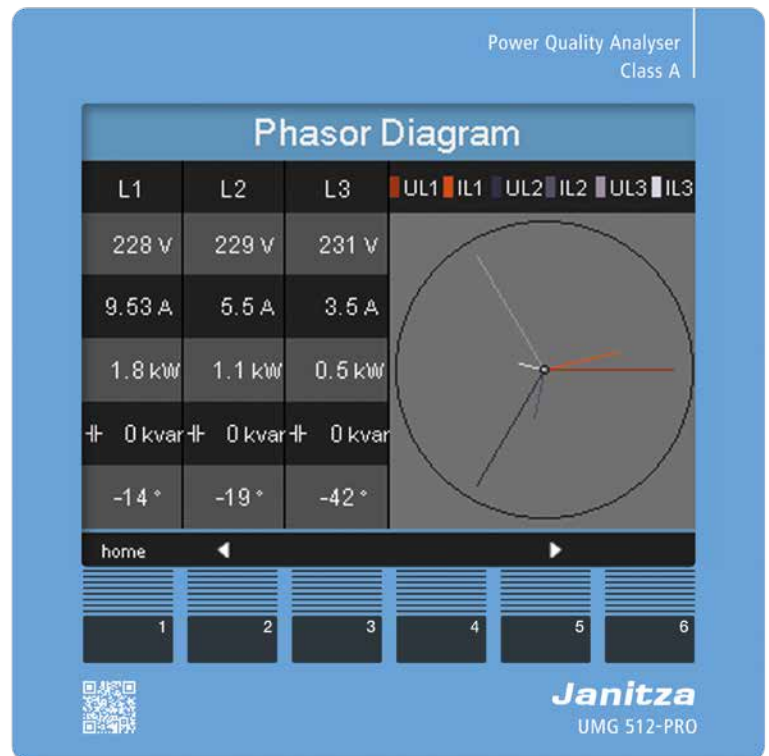 Power Quality Analyser
Class A
Phasor Diagram
L1 L2 L3 UL1 IL1 UL2 IL2 UL3 IL3
228 V 229 V 231 V
9.53 A 5.5 A 3.5 A
1.8 kW 1.1 kW 0.5 kW
0 kvar 0 kvar 0 kvar
-14 ° -19 ° -42 °
home
1 2 3 4 5 6
Janitza
UMG 512-PRO